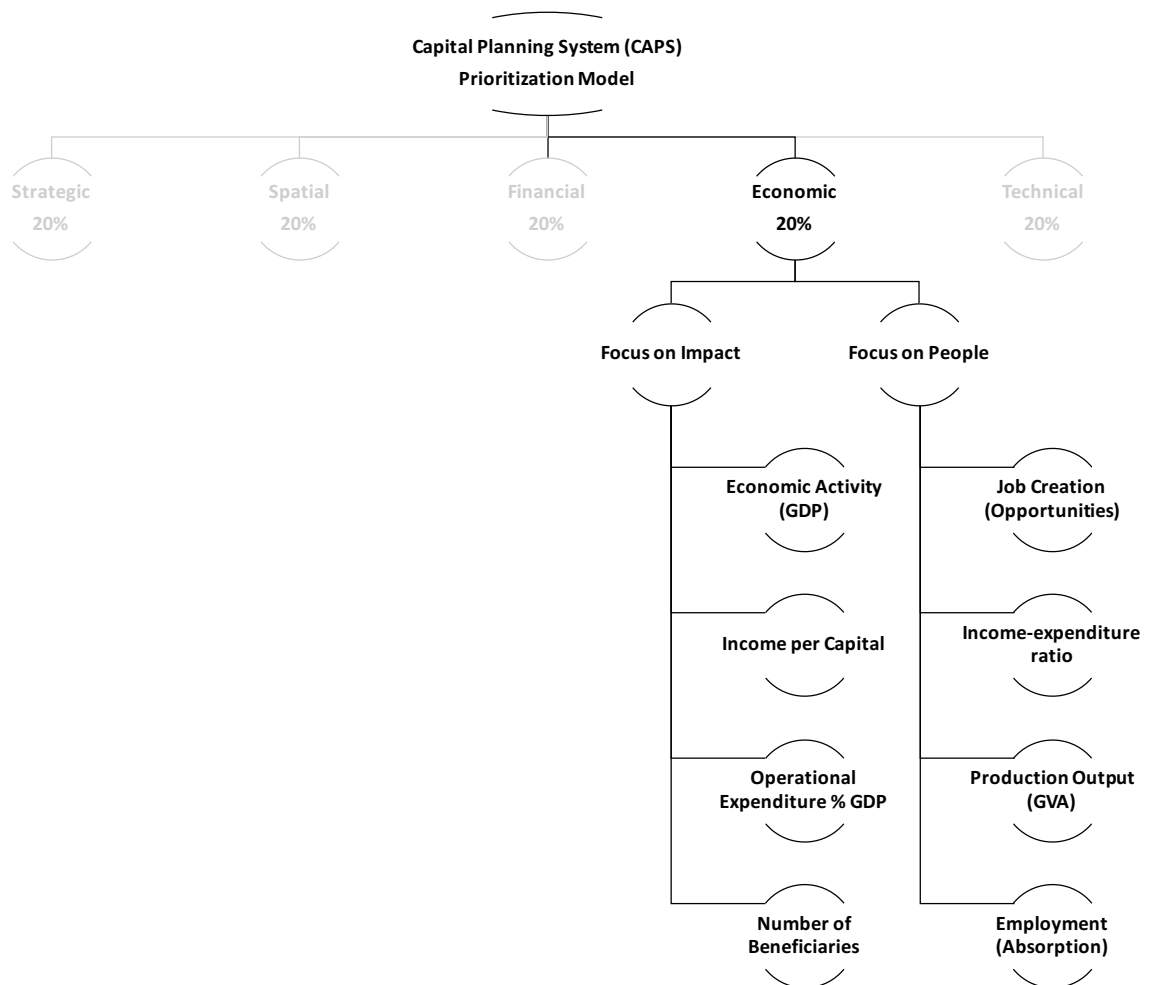 Capital Planning System (CAPS)
Prioritization Model
Strategic
20%
Spatial
20%
Financial
20%
Economic
20%
Technical
20%
Focus on Impact
Focus on People
Economic Activity
(GDP)
Job Creation
(Opportunities)
Income per Capital
Income-expenditure
ratio
Operational
Expenditure % GDP
Production Output
(GVA)
Number of
Beneficiaries
Employment
(Absorption)